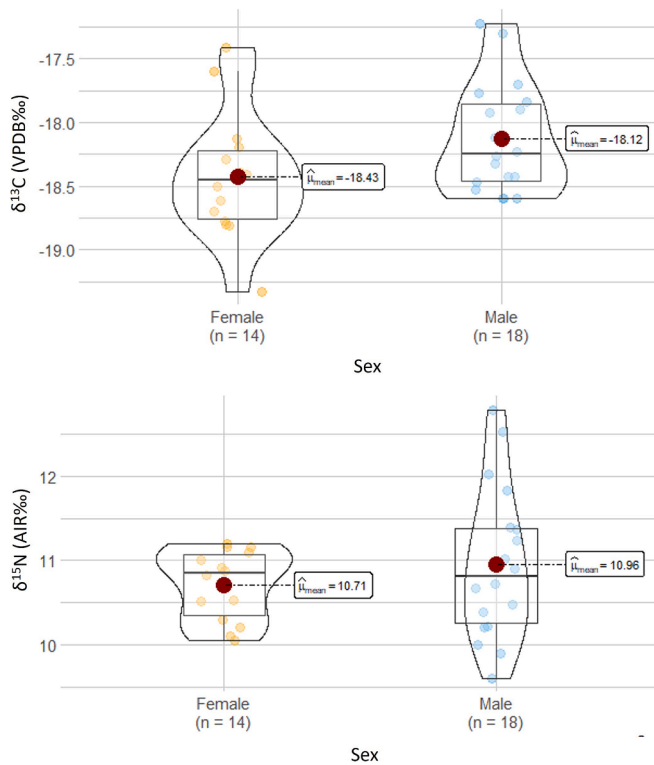 δ¹³C (VPDB‰)
-17.5
-18.0
-18.5
-19.0
μ̂mean = -18.43
μ̂mean = -18.12
Female
(n = 14)
Male
(n = 18)
Sex
δ¹⁵N (AIR‰)
12
11
10
μ̂mean = 10.71
μ̂mean = 10.96
Female
(n = 14)
Male
(n = 18)
Sex